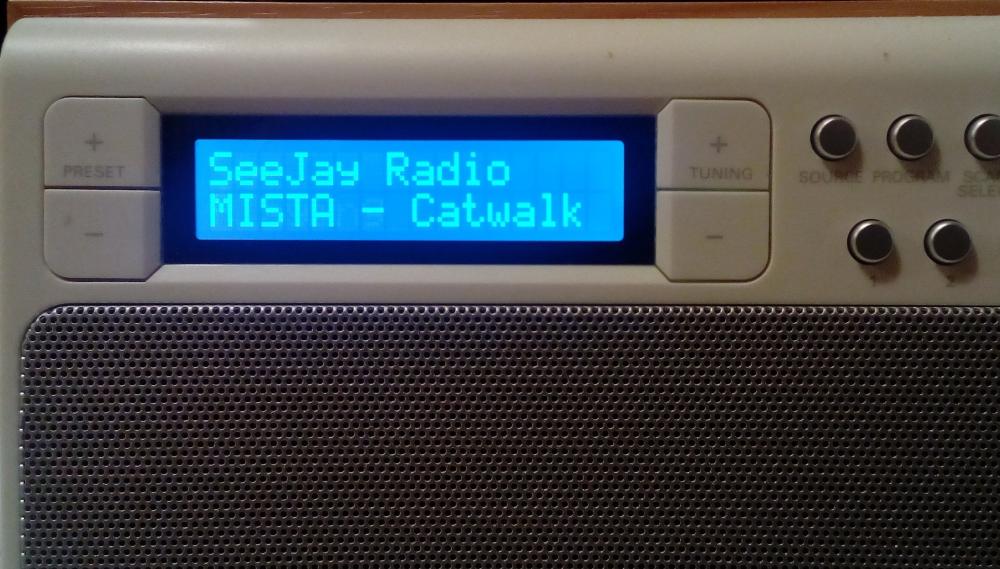 SeeJay Radio
MISTA - Catwalk
+
PRESET
-
+
TUNING
-
SOURCE PROGRAM
1 2